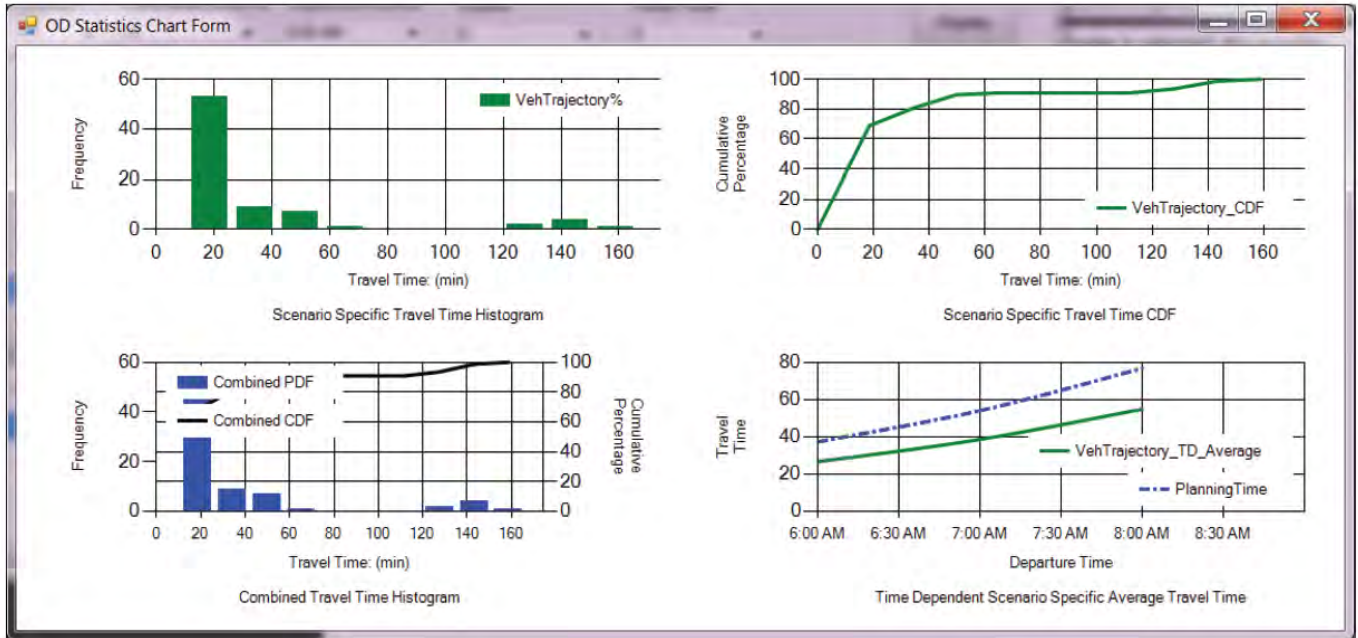 OD Statistics Chart Form
60
40
20
0
Frequency
VehTrajectory%
0 20 40 60 80 100 120 140 160
Travel Time: (min)
Scenario Specific Travel Time Histogram
100
80
60
40
20
0
Cumulative
Percentage
VehTrajectory_CDF
0 20 40 60 80 100 120 140 160
Travel Time: (min)
Scenario Specific Travel Time CDF
60
40
20
0
Frequency
Combined PDF
Combined CDF
100
80
60
40
20
0
Cumulative
Percentage
0 20 40 60 80 100 120 140 160
Travel Time: (min)
Combined Travel Time Histogram
80
60
40
20
0
Travel
Time
VehTrajectory_TD_Average
PlanningTime
6:00 AM 6:30 AM 7:00 AM 7:30 AM 8:00 AM 8:30 AM
Departure Time
Time Dependent Scenario Specific Average Travel Time